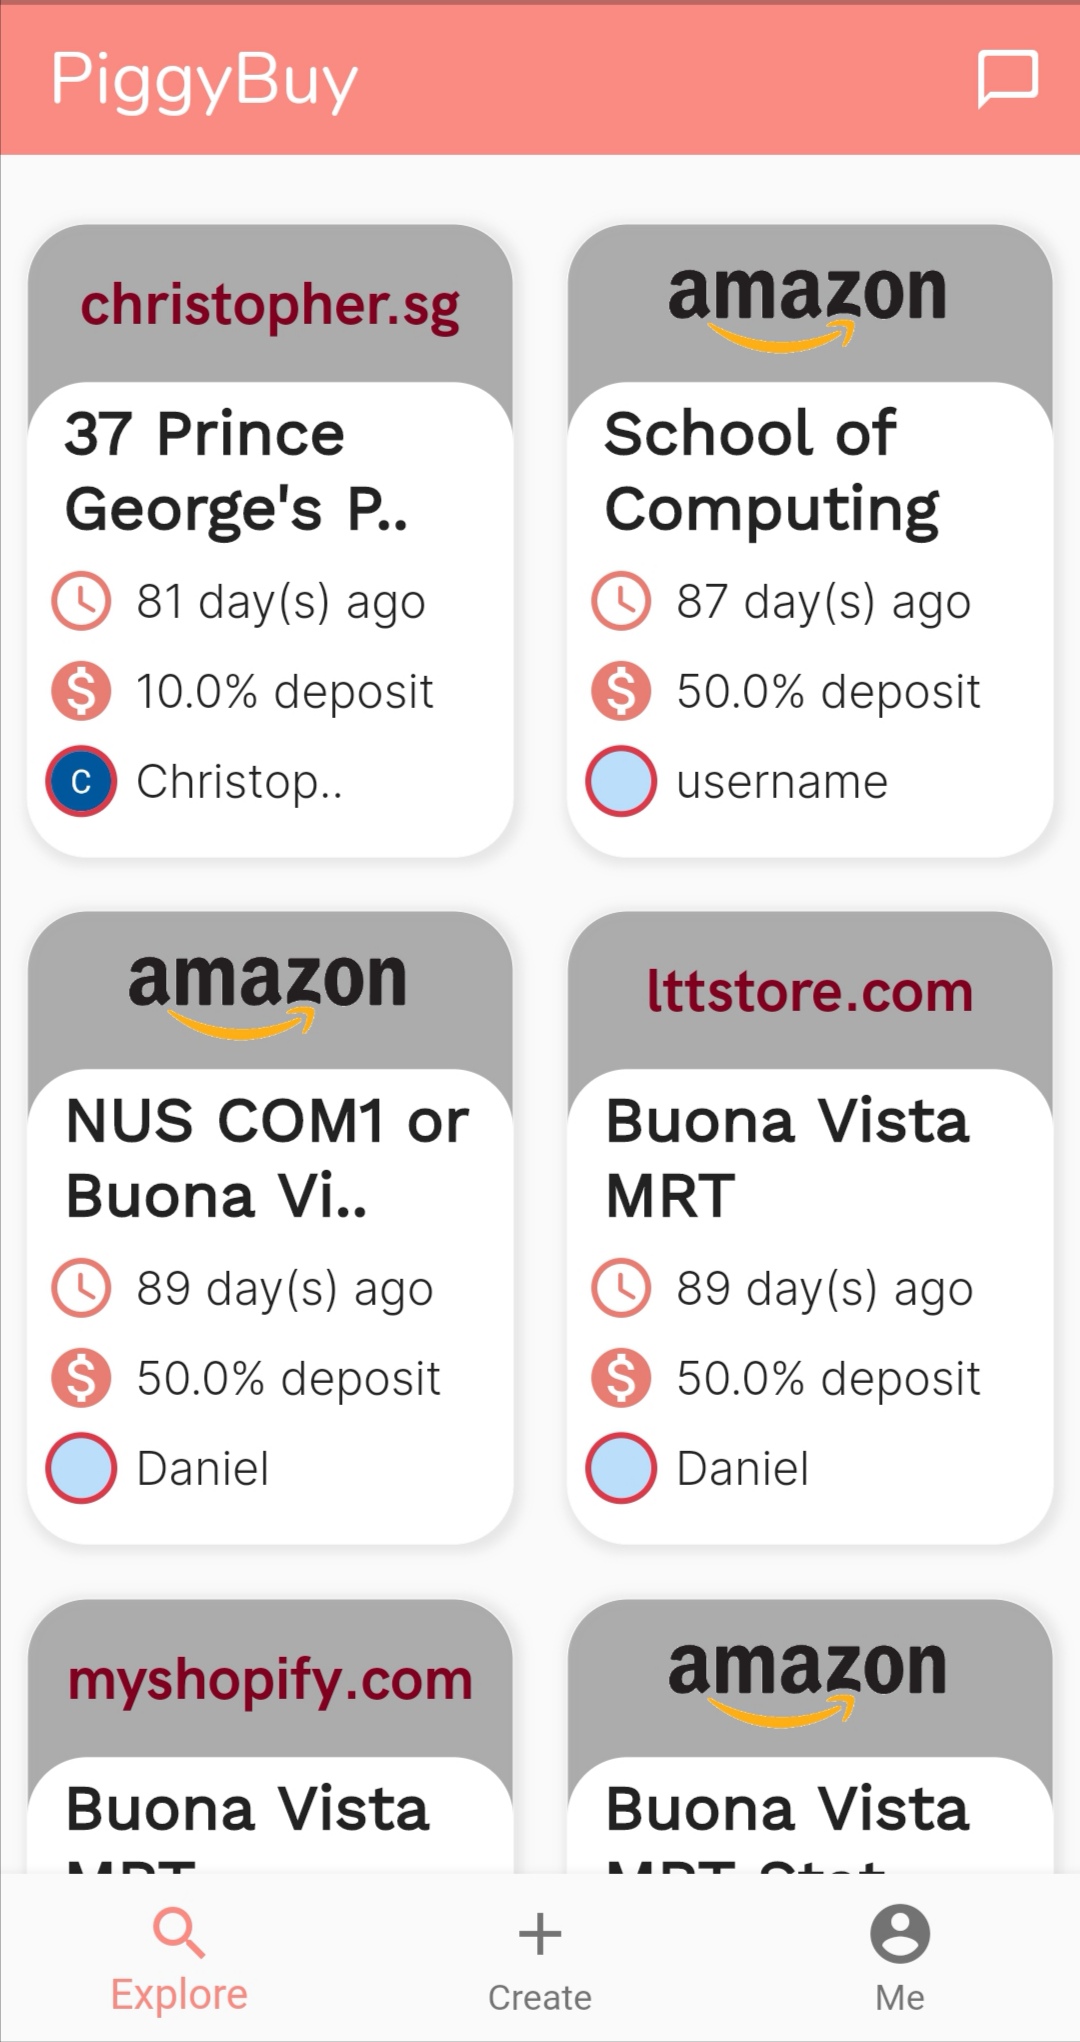 PiggyBuy
christopher.sg
37 Prince
George's P..
81 day(s) ago
10.0% deposit
C
Christop..
amazon
School of
Computing
87 day(s) ago
50.0% deposit
username
amazon
NUS COM1 or
Buona Vi..
89 day(s) ago
50.0% deposit
Daniel
lttstore.com
Buona Vista
MRT
89 day(s) ago
50.0% deposit
Daniel
myshopify.com
Buona Vista
MRT
amazon
Buona Vista
MRT Stat
Explore
Create
Me